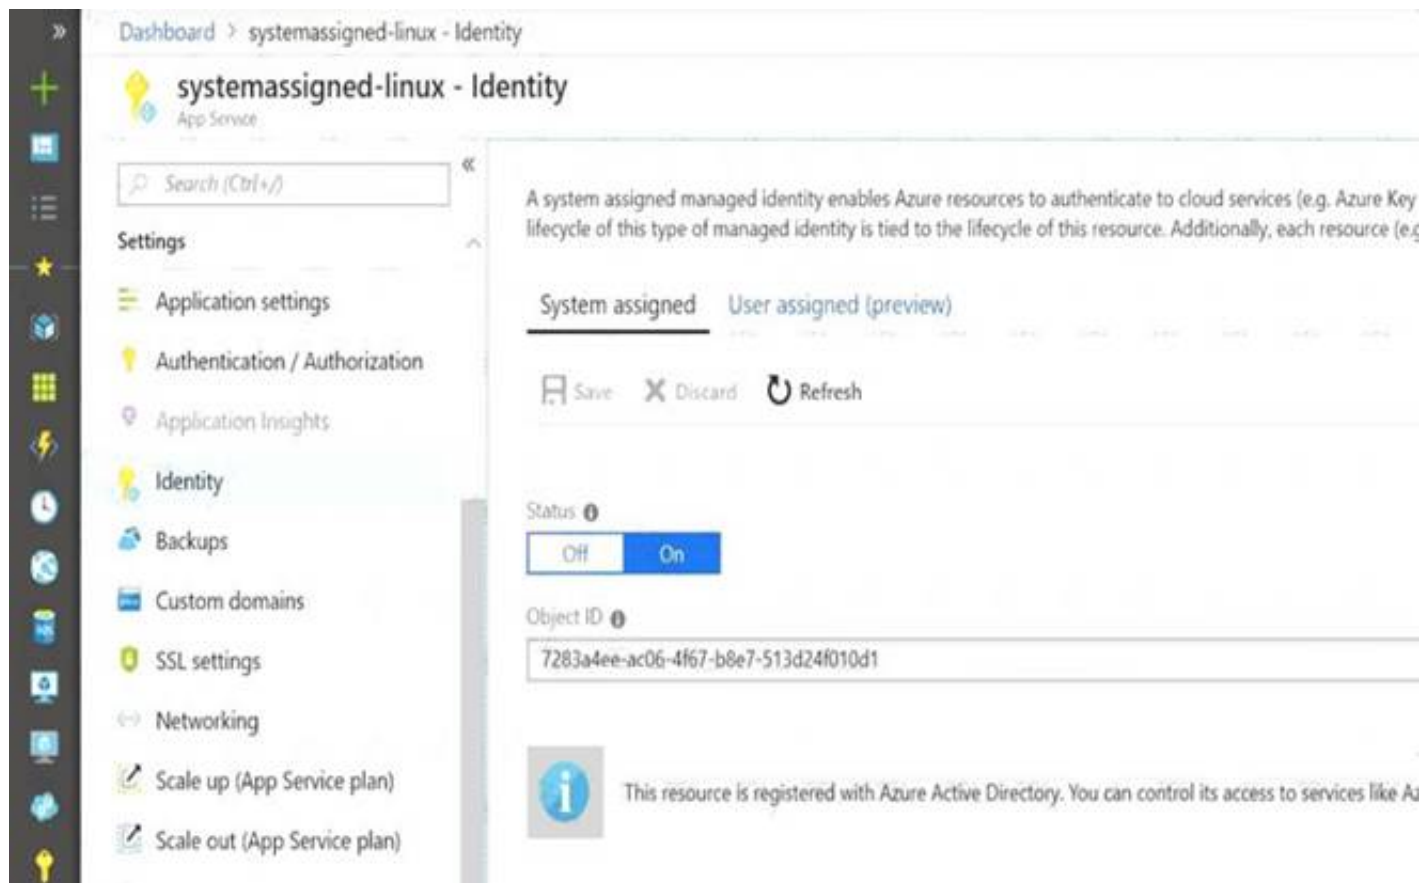 Dashboard > systemassigned-linux - Identity
systemassigned-linux - Identity
App Service
Search (Ctrl+/)
Settings
Application settings
Authentication / Authorization
Application Insights
Identity
Backups
Custom domains
SSL settings
Networking
Scale up (App Service plan)
Scale out (App Service plan)
A system assigned managed identity enables Azure resources to authenticate to cloud services (e.g. Azure Key
lifecycle of this type of managed identity is tied to the lifecycle of this resource. Additionally, each resource (e.g
System assigned User assigned (preview)
Save Discard Refresh
Status
Off On
Object ID
7283a4ee-ac06-4f67-b8e7-513d24f010d1
This resource is registered with Azure Active Directory. You can control its access to services like Az